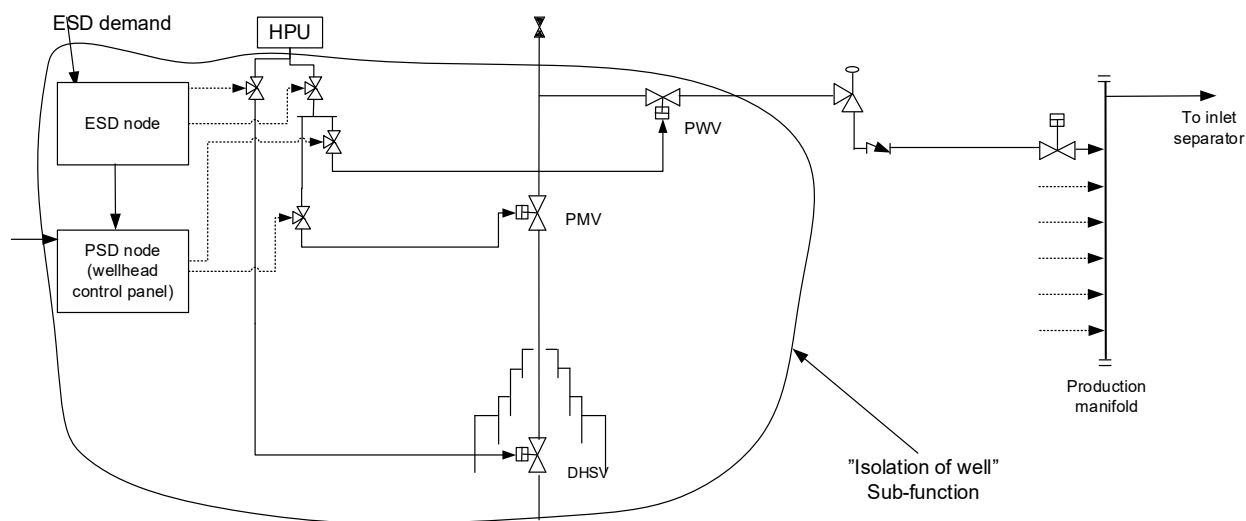 ESD demand
HPU
ESD node
PWV
To inlet
separator
PMV
PSD node
(wellhead
control panel)
Production
manifold
DHSV
”Isolation of well”
Sub-function